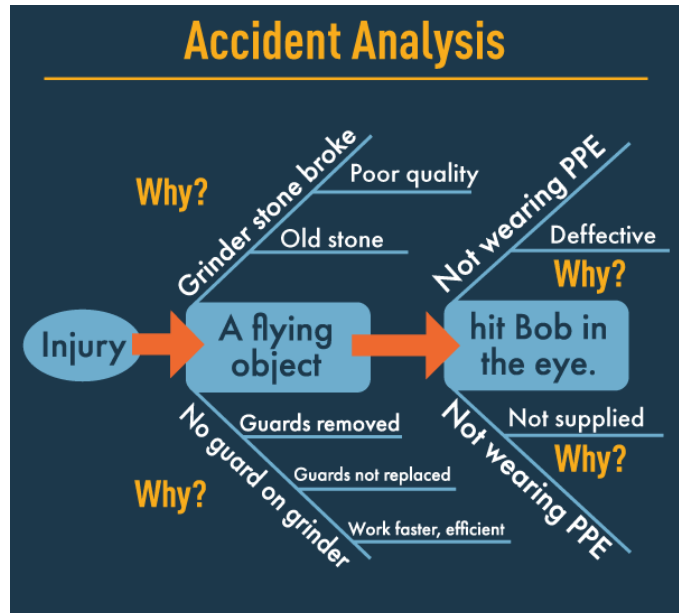 Accident Analysis
Why?
Grinder stone broke
Poor quality
Old stone
Not wearing PPE
Deffective
Why?
Injury
A flying
object
hit Bob in
the eye.
No guard on grinder
Guards removed
Guards not replaced
Work faster, efficient
Why?
Not wearing PPE
Not supplied
Why?